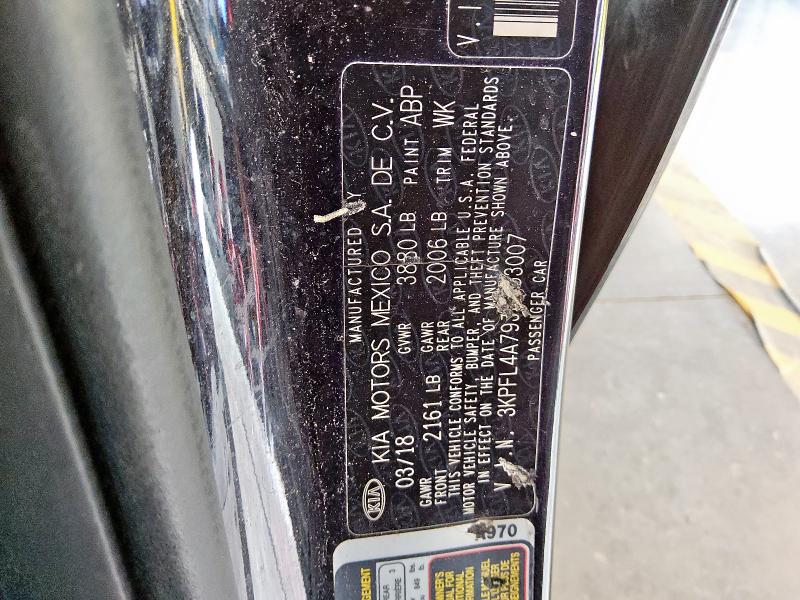 MANUFACTURED
KIA KIA MOTORS MEXICO S.A. DE C.V.
03/18 GVWR 3880 LB PAINT ABP
GAWR FRONT 2161 LB GAWR REAR 2006 LB TRIM WK
THIS VEHICLE CONFORMS TO ALL APPLICABLE U.S.A. FEDERAL
MOTOR VEHICLE SAFETY, BUMPER, AND THEFT PREVENTION STANDARDS
IN EFFECT ON THE DATE OF MANUFACTURE SHOWN ABOVE.
V.I.N. 3KPFL4A79 3007
PASSENGER CAR
V.I
A970